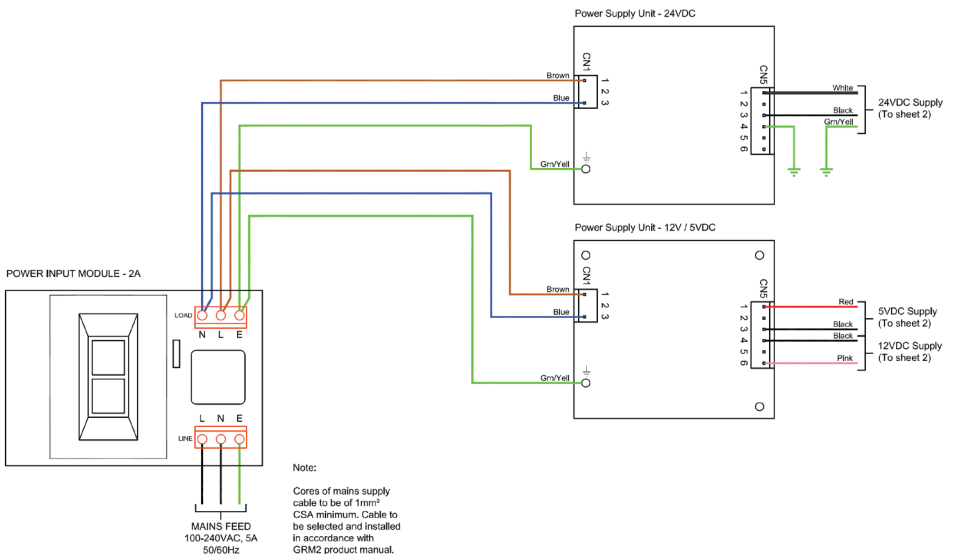 Power Supply Unit - 24VDC
CN1
Brown
1
2
Blue
3
Grn/Yell
CN5
1
2
3
4
5
6
White
Black
Grn/Yell
24VDC Supply
(To sheet 2)
Power Supply Unit - 12V / 5VDC
CN1
Brown
1
2
Blue
3
Grn/Yell
CN5
1
2
3
4
5
6
Red
Black
Black
Pink
5VDC Supply
(To sheet 2)
12VDC Supply
(To sheet 2)
POWER INPUT MODULE - 2A
LOAD
N L E
L N E
LINE
MAINS FEED
100-240VAC, 5A
50/60Hz
Note:
Cores of mains supply
cable to be of 1mm²
CSA minimum. Cable to
be selected and installed
in accordance with
GRM2 product manual.